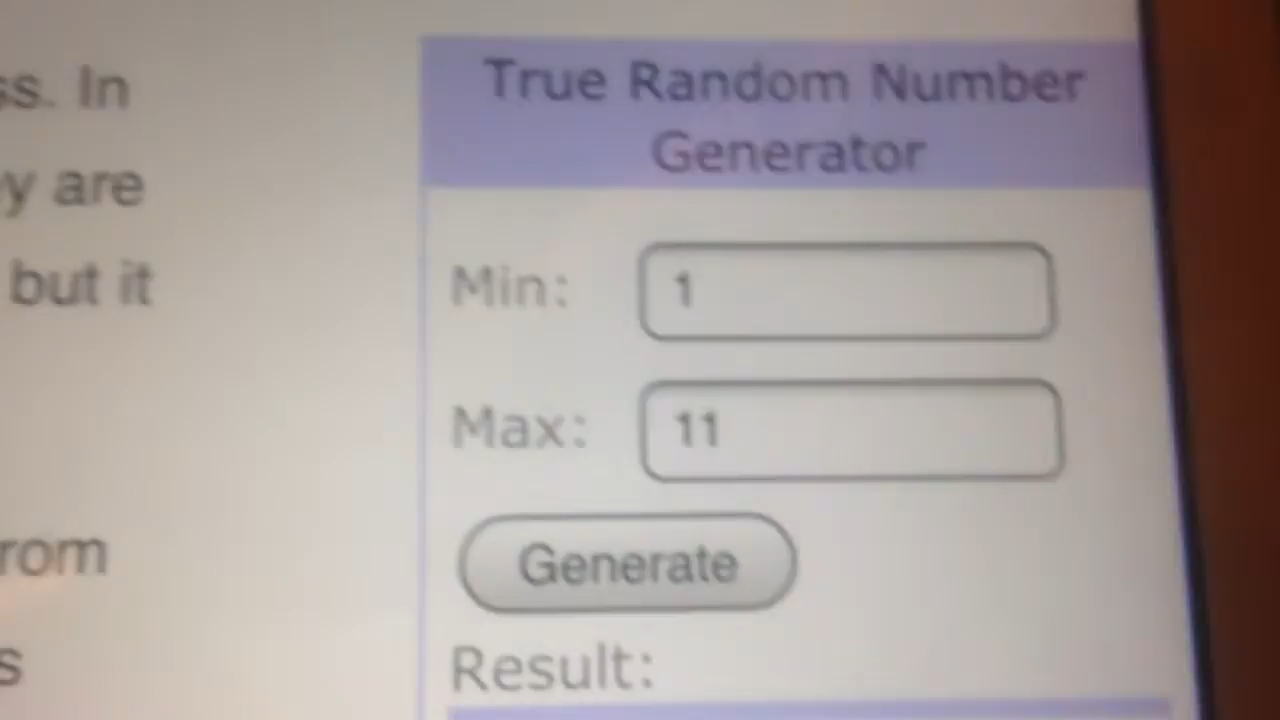 ss. In
y are
but it
rom
s
True Random Number
Generator
Min: 1
Max: 11
Generate
Result: